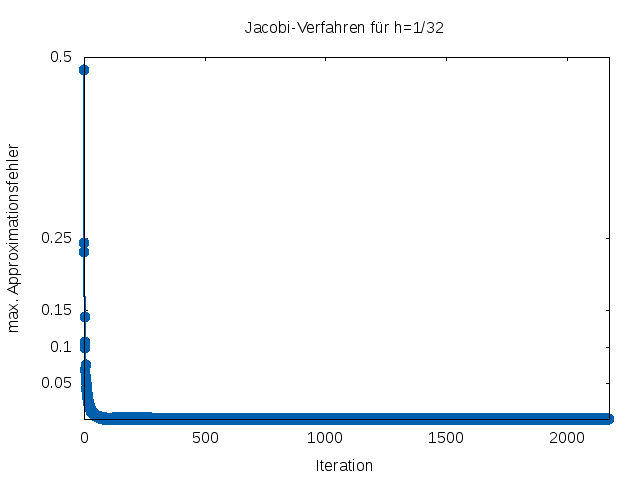 Jacobi-Verfahren für h=1/32
max. Approximationsfehler
0.5
0.25
0.15
0.1
0.05
0 500 1000 1500 2000
Iteration